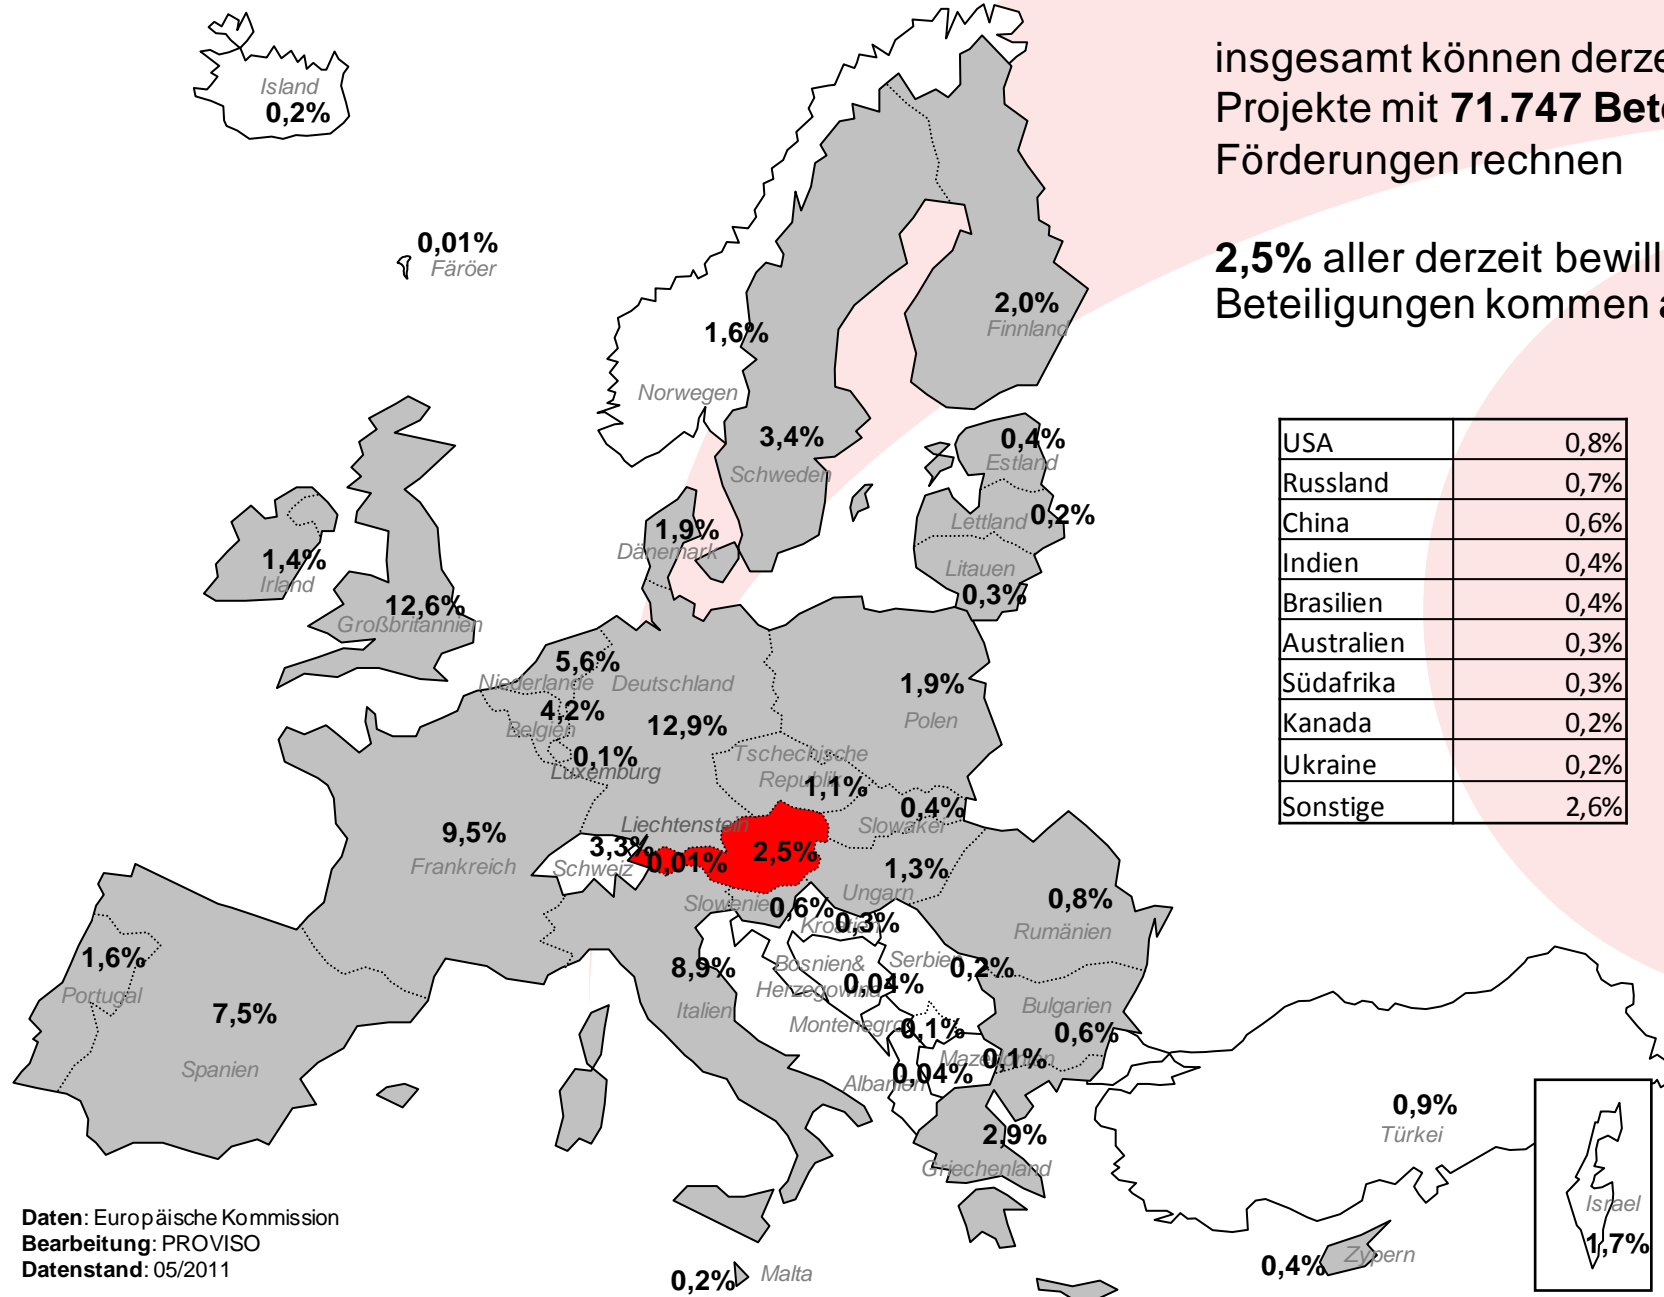 insgesamt können
Projekte mit 71.747
Förderungen rechnen
2,5% aller derzeit
Beteiligungen kommen
Island
0,2%
0,01%
Färöer
1,6%
Norwegen
2,0%
Finnland
3,4%
Schweden
0,4%
Estland
Lettland 0,2%
Litauen
0,3%
1,9%
Dänemark
1,4%
Irland
12,6%
Großbritannien
5,6%
Niederlande
Deutschland
12,9%
4,2%
Belgien
0,1%
Luxemburg
1,9%
Polen
Tschechische
Republik
1,1%
0,4%
Slowakei
9,5%
Frankreich
Liechtenstein
0,01%
3,3%
Schweiz
2,5%
1,3%
Ungarn
Slowenien
0,6%
Kroatien
0,3%
0,8%
Rumänien
Serbien
0,2%
Bosnien&
Herzegowina
0,04%
8,9%
Italien
1,6%
Portugal
7,5%
Spanien
Montenegro
0,1%
Bulgarien
0,6%
Mazedonien
0,1%
Albanien
0,04%
2,9%
Griechenland
0,9%
Türkei
Israel
1,7%
0,4%
Zypern
0,2%
Malta
USA 0,8%
Russland 0,7%
China 0,6%
Indien 0,4%
Brasilien 0,4%
Australien 0,3%
Südafrika 0,3%
Kanada 0,2%
Ukraine 0,2%
Sonstige 2,6%
Daten: Europäische Kommission
Bearbeitung: PROVISO
Datenstand: 05/2011